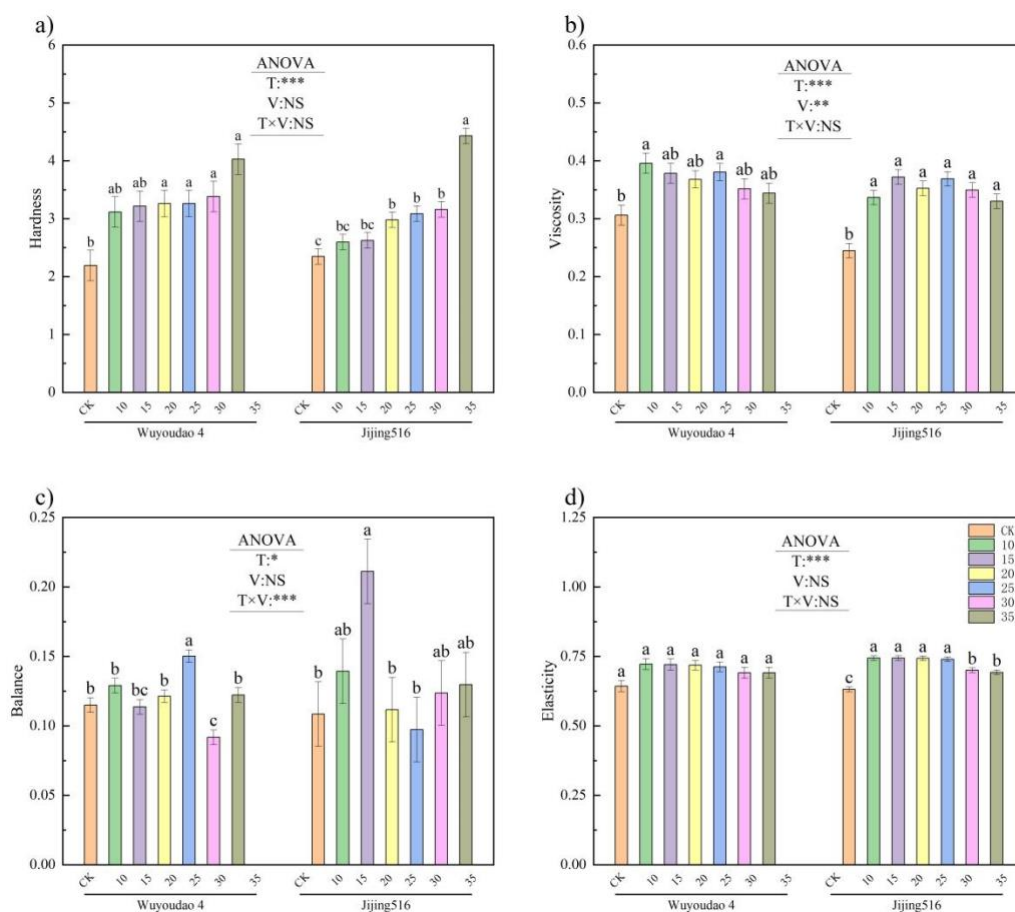 a)
6
5
4
3
2
1
0
Hardness
ANOVA
T:***
V:NS
T×V:NS
b
ab
ab
a
a
a
a
c
bc
bc
b
b
b
a
CK
10
15
20
25
30
35
CK
10
15
20
25
30
35
Wuyoudao 4
Jijing516
b)
0.6
0.5
0.4
0.3
0.2
0.1
0.0
Viscosity
ANOVA
T:***
V:**
T×V:NS
b
a
ab
ab
a
ab
ab
b
a
a
a
a
a
a
CK
10
15
20
25
30
35
CK
10
15
20
25
30
35
Wuyoudao 4
Jijing516
c)
0.25
0.20
0.15
0.10
0.05
0.00
Balance
ANOVA
T:*
V:NS
T×V:***
b
b
bc
b
a
c
b
b
ab
a
b
b
ab
ab
CK
10
15
20
25
30
35
CK
10
15
20
25
30
35
Wuyoudao 4
Jijing516
d)
1.25
1.00
0.75
0.50
0.25
0.00
Elasticity
ANOVA
T:***
V:NS
T×V:NS
CK
10
15
20
25
30
35
a
a
a
a
a
a
a
c
a
a
a
a
b
b
CK
10
15
20
25
30
35
CK
10
15
20
25
30
35
Wuyoudao 4
Jijing516